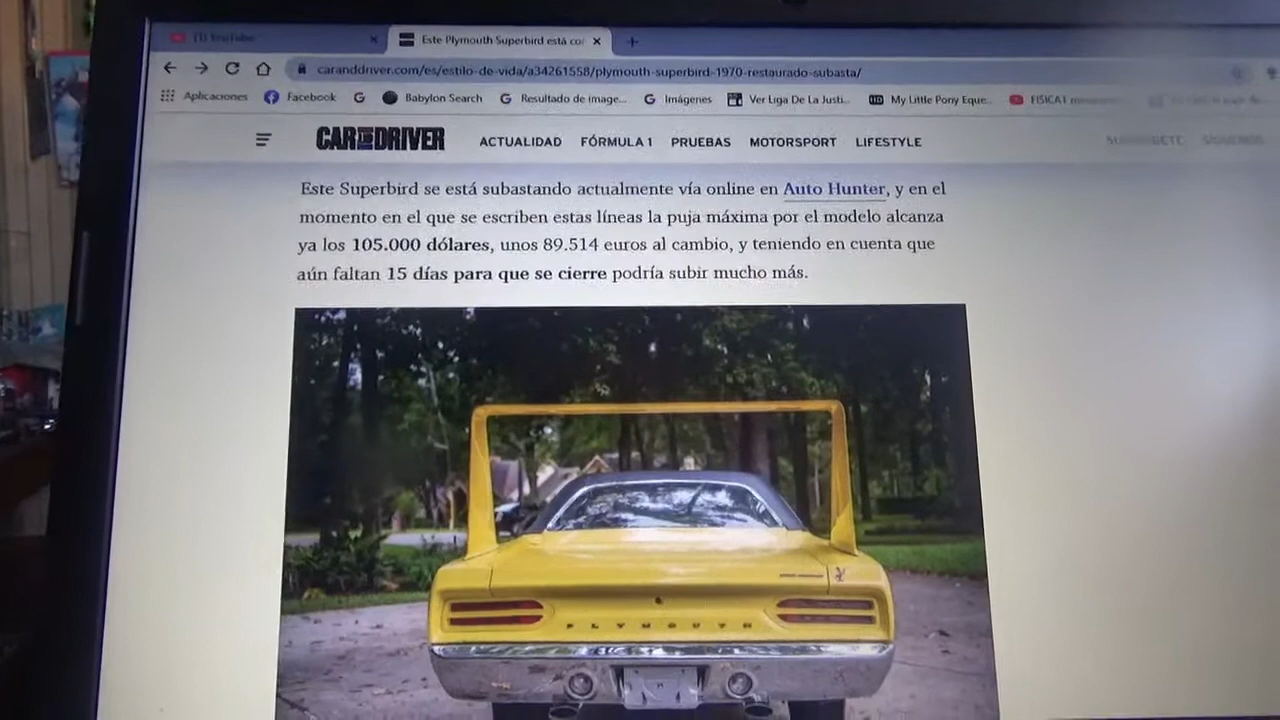 (1) YouTube
Este Plymouth Superbird está co
caranddriver.com/es/estilo-de-vida/a34261558/plymouth-superbird-1970-restaurado-subasta/
Aplicaciones Facebook Babylon Search Resultado de image... Imágenes Ver Liga De La Justi... My Little Pony Eque... FISICA1
CAR AND DRIVER ACTUALIDAD FÓRMULA 1 PRUEBAS MOTORSPORT LIFESTYLE
Este Superbird se está subastando actualmente vía online en Auto Hunter, y en el
momento en el que se escriben estas líneas la puja máxima por el modelo alcanza
ya los 105.000 dólares, unos 89.514 euros al cambio, y teniendo en cuenta que
aún faltan 15 días para que se cierre podría subir mucho más.
PLYMOUTH